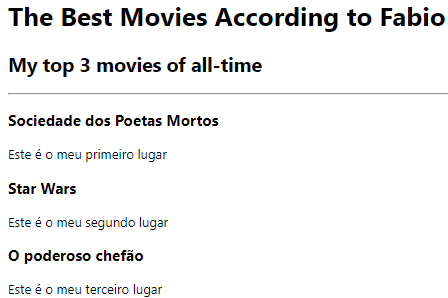 The Best Movies According to Fabio
My top 3 movies of all-time
Sociedade dos Poetas Mortos
Este é o meu primeiro lugar
Star Wars
Este é o meu segundo lugar
O poderoso chefão
Este é o meu terceiro lugar